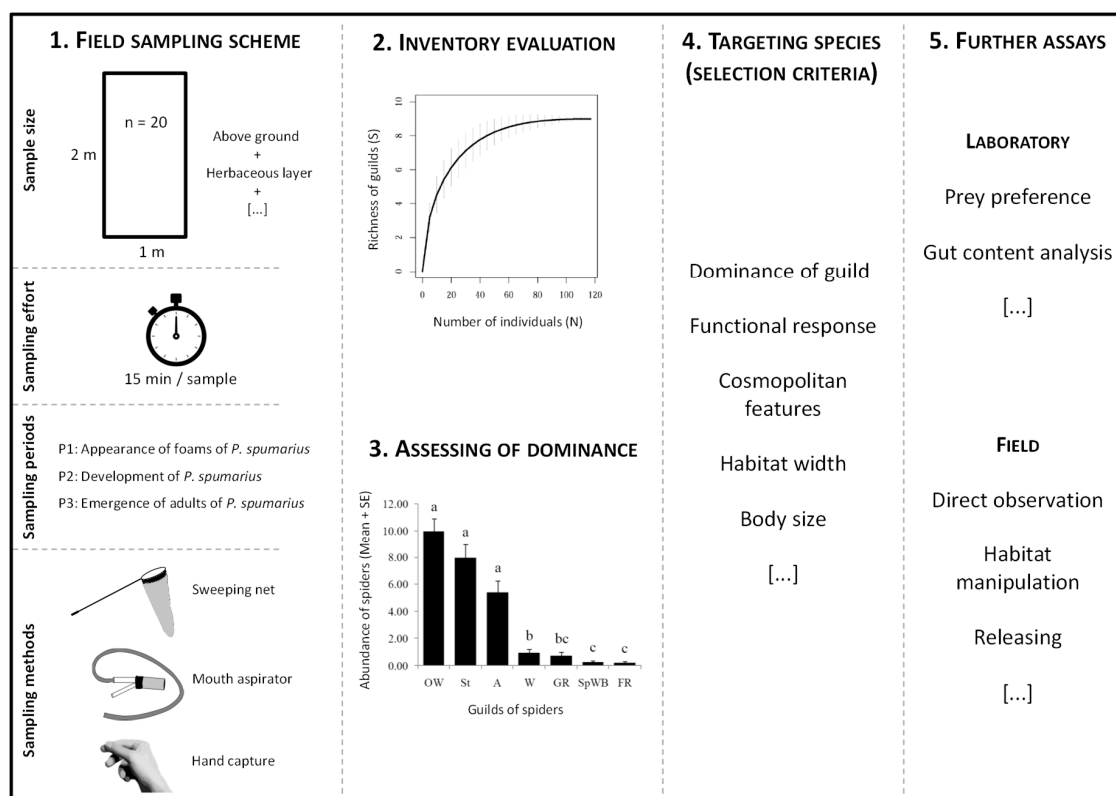 1. FIELD SAMPLING SCHEME
Sample size
n = 20
2 m
1 m
Above ground
+
Herbaceous layer
+
[...]
Sampling effort
15 min / sample
Sampling periods
P1: Appearance of foams of P. spumarius
P2: Development of P. spumarius
P3: Emergence of adults of P. spumarius
Sampling methods
Sweeping net
Mouth aspirator
Hand capture
2. INVENTORY EVALUATION
Richness of guilds (S)
10
8
6
4
2
0
0 20 40 60 80 100 120
Number of individuals (N)
3. ASSESSING OF DOMINANCE
Abundance of spiders (Mean + SE)
12.00
10.00
8.00
6.00
4.00
2.00
0.00
a a a b bc c c
OW St A W GR SpWB FR
Guilds of spiders
4. TARGETING SPECIES
(SELECTION CRITERIA)
Dominance of guild
Functional response
Cosmopolitan
features
Habitat width
Body size
[...]
5. FURTHER ASSAYS
LABORATORY
Prey preference
Gut content analysis
[...]
FIELD
Direct observation
Habitat
manipulation
Releasing
[...]